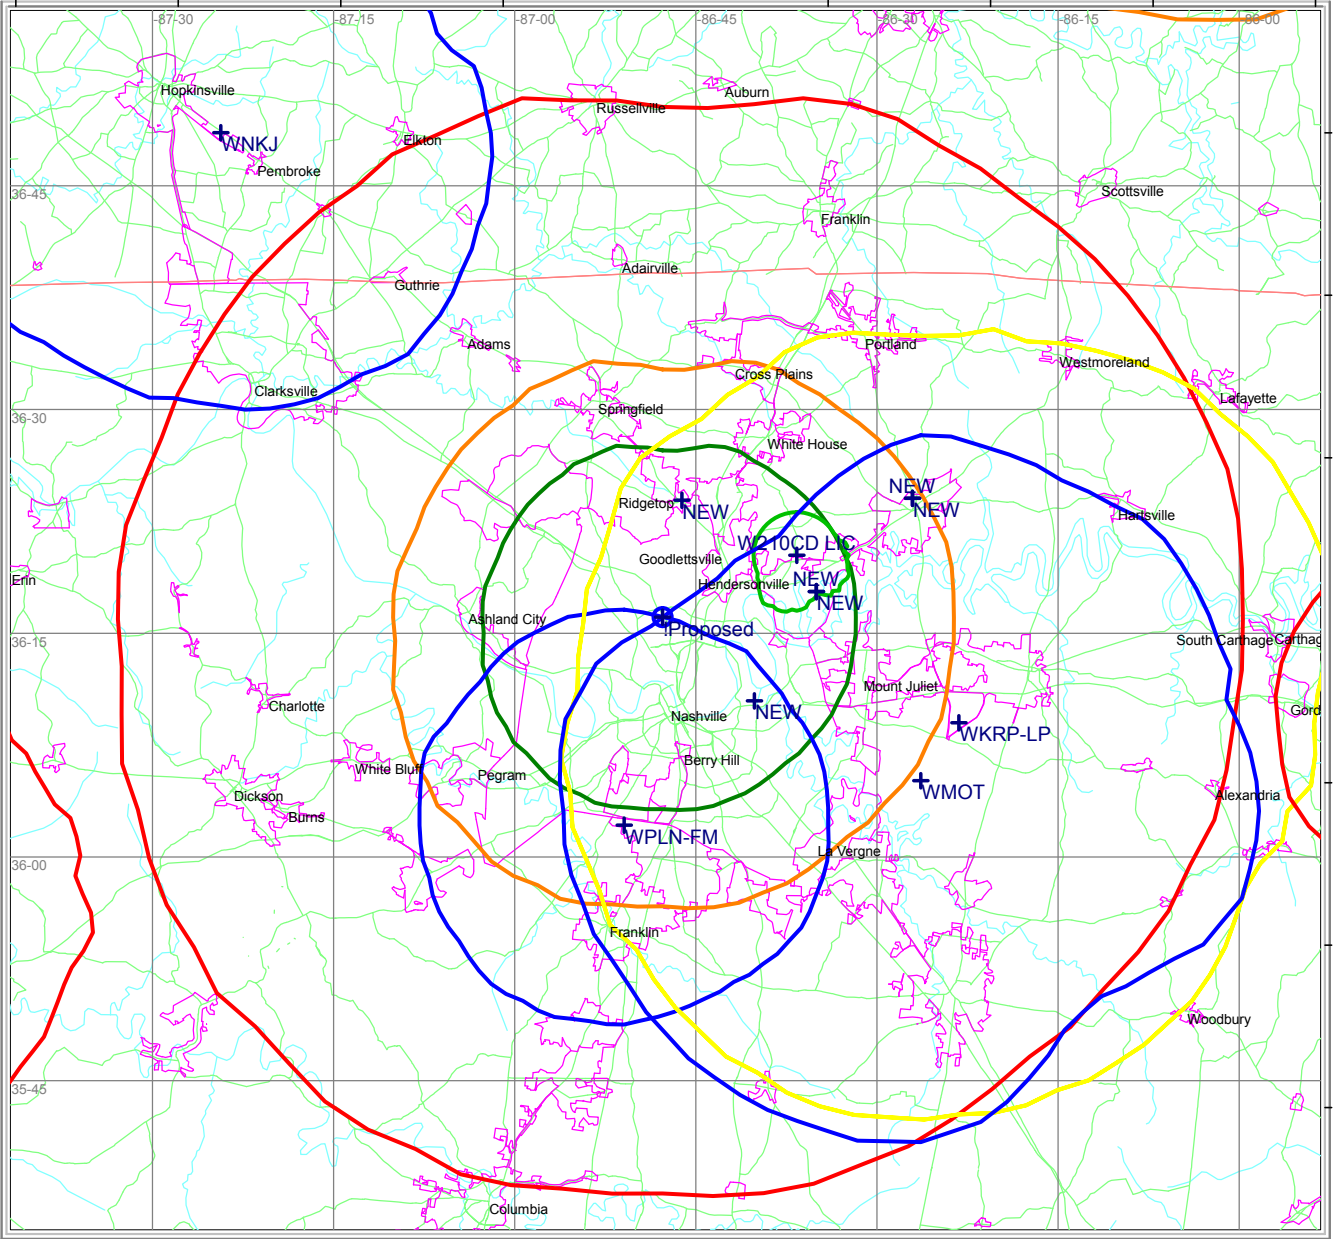 -87-30
-87-15
-87-00
-86-45
-86-30
-86-15
-86-00
Hopkinsville
Auburn
Russellville
Elkton
WNKJ
Pembroke
36-45
Scottsville
Franklin
Adairville
Guthrie
Adams
Portland
Westmoreland
Cross Plains
Clarksville
Lafayette
36-30
Springfield
White House
NEW
Ridgetop
NEW
NEW
Hartsville
W210CD LIC
Goodlettsville
Erin
Hendersonville
NEW
NEW
Ashland City
!Proposed
36-15
South Carthage
Carthag
Mount Juliet
Charlotte
Nashville
NEW
Gord
WKRP-LP
Berry Hill
White Bluff
Pegram
Dickson
WMOT
Alexandria
Burns
WPLN-FM
La Vergne
36-00
Franklin
Woodbury
35-45
Columbia